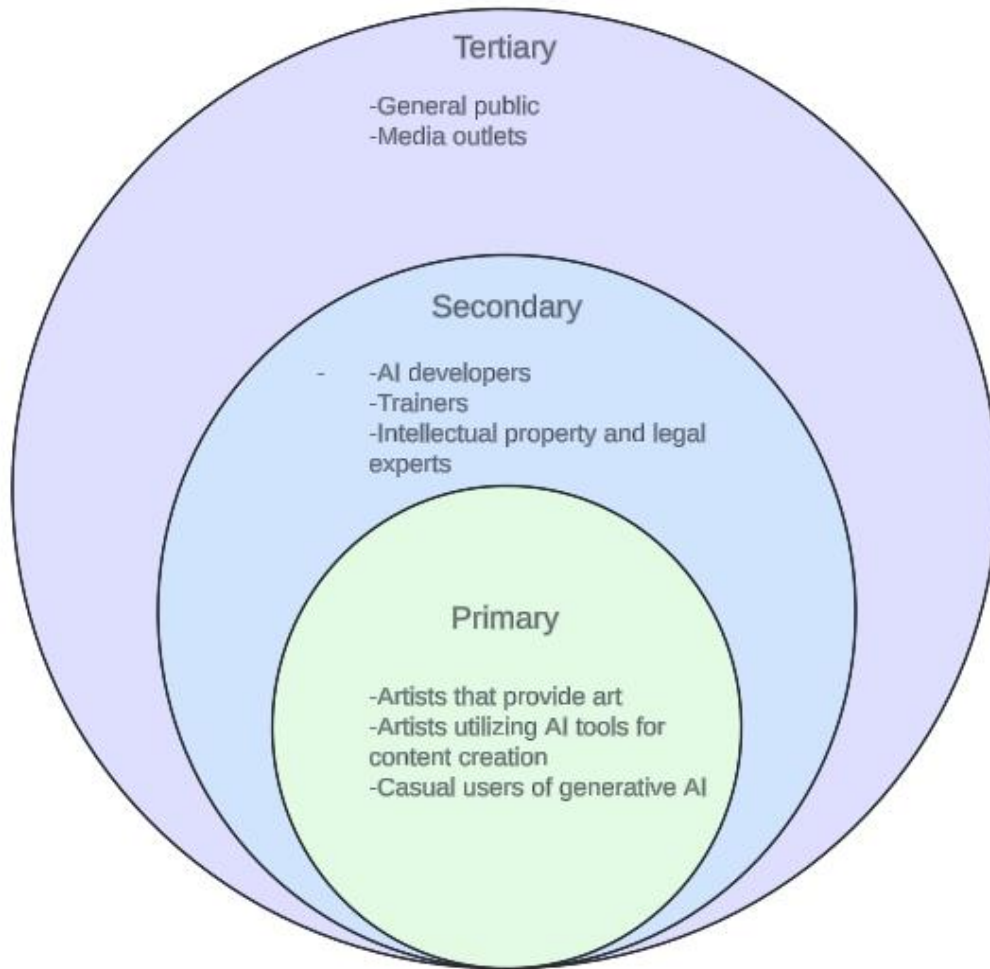 Tertiary
-General public
-Media outlets
Secondary
- -AI developers
-Trainers
-Intellectual property and legal
experts
Primary
-Artists that provide art
-Artists utilizing AI tools for
content creation
-Casual users of generative AI